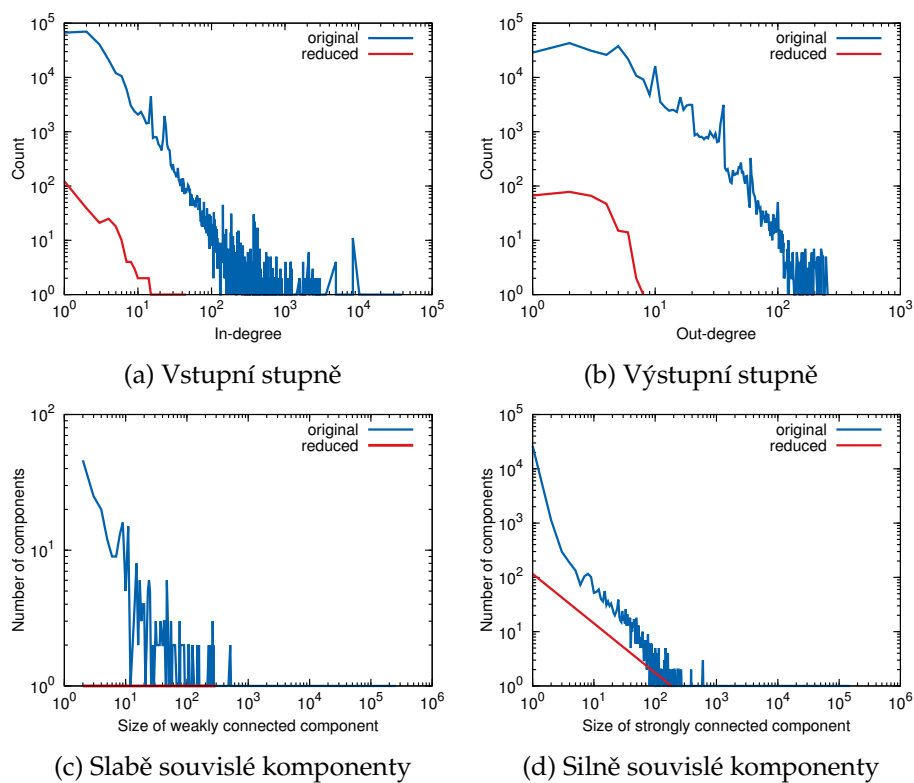 10^5
10^4
10^3
10^2
10^1
10^0
Count
original
reduced
10^0 10^1 10^2 10^3 10^4 10^5
In-degree
(a) Vstupní stupně
10^5
10^4
10^3
10^2
10^1
10^0
Count
original
reduced
10^0 10^1 10^2 10^3
Out-degree
(b) Výstupní stupně
10^2
10^1
10^0
Number of components
original
reduced
10^0 10^1 10^2 10^3 10^4 10^5 10^6
Size of weakly connected component
(c) Slabě souvislé komponenty
10^5
10^4
10^3
10^2
10^1
10^0
Number of components
original
reduced
10^0 10^1 10^2 10^3 10^4 10^5 10^6
Size of strongly connected component
(d) Silně souvislé komponenty